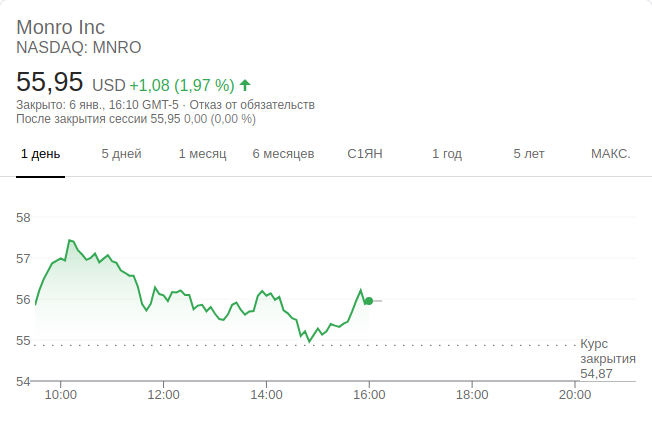 Monro Inc
NASDAQ: MNRO
55,95 USD +1,08 (1,97 %)
Закрыто: 6 янв., 16:10 GMT-5 · Отказ от обязательств
После закрытия сессии 55,95 0,00 (0,00 %)
1 день 5 дней 1 месяц 6 месяцев С1ЯН 1 год 5 лет МАКС.
58
57
56
55
Курс
закрытия
54,87
54
10:00 12:00 14:00 16:00 18:00 20:00